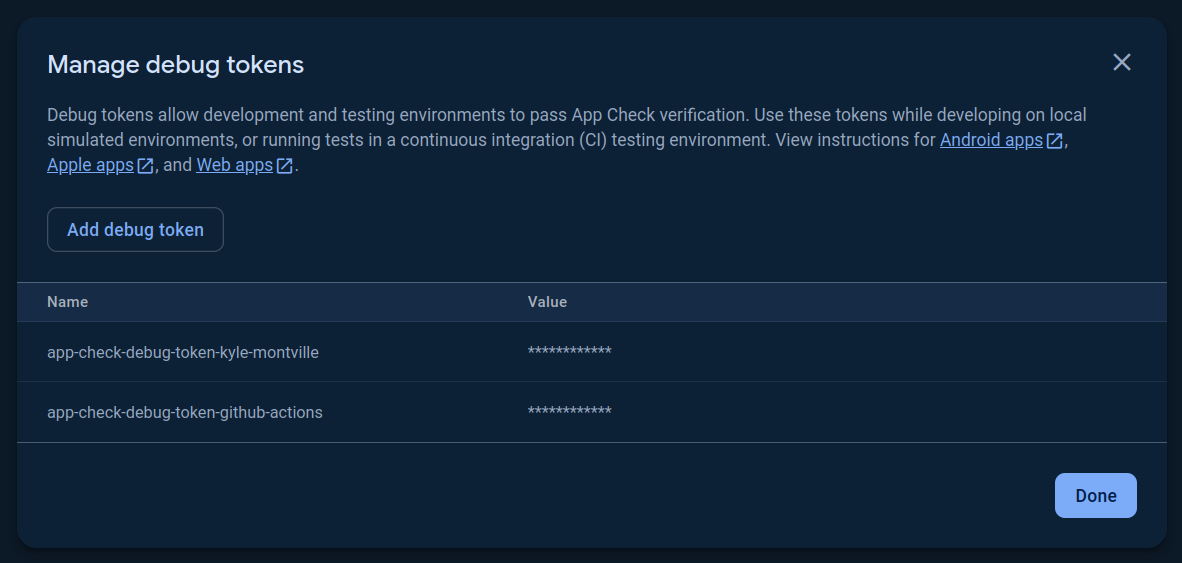 Manage debug tokens
Debug tokens allow development and testing environments to pass App Check verification. Use these tokens while developing on local
simulated environments, or running tests in a continuous integration (CI) testing environment. View instructions for Android apps,
Apple apps, and Web apps.
Add debug token
Name Value
app-check-debug-token-kyle-montville ************
app-check-debug-token-github-actions ************
Done